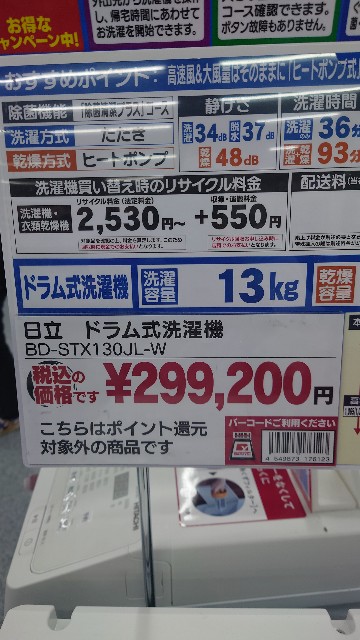 お得な
キャンペーン中!
し、帰宅時間にあわせて
お洗濯を開始できます。
コース確認できます。
ボタン故障もありません。
おすすめポイント：高速風&大風量はそのままに「ヒートポンプ式」
除菌機能 「除菌清潔プラス」コース
洗濯方式 たたき
乾燥方式 ヒートポンプ
静けさ
洗濯 34dB 脱水 37dB
乾燥 48dB
洗濯時間
洗濯のみ 36分
93分
洗濯機買い替え時のリサイクル料金
洗濯機・衣類乾燥機
リサイクル料金(法定料金)
2,530円～
収集・運搬料金
+550円
配送料
ドラム式洗濯機 洗濯容量 13kg 乾燥容量
日立 ドラム式洗濯機
BD-STX130JL-W
税込の価格です ¥299,200円
こちらはポイント還元
対象外の商品です
バーコードご利用ください
HITACHI